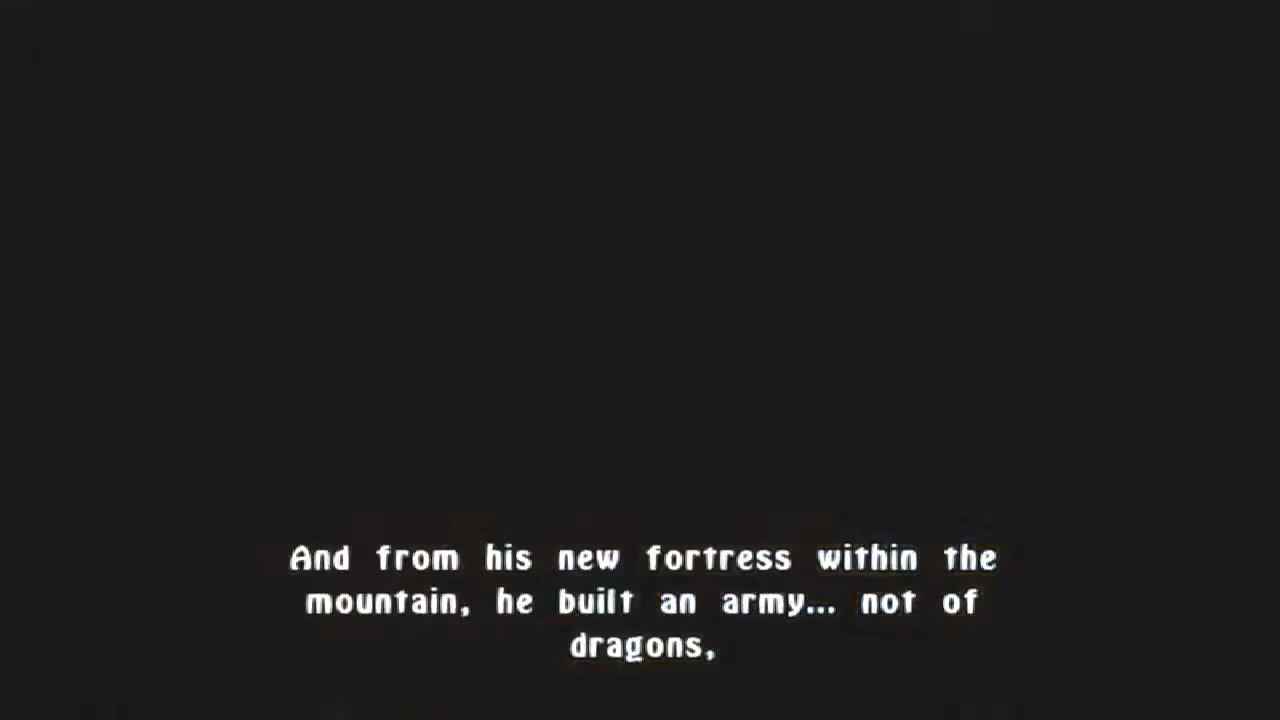 And from his new fortress within the
mountain, he built an army... not of
dragons,